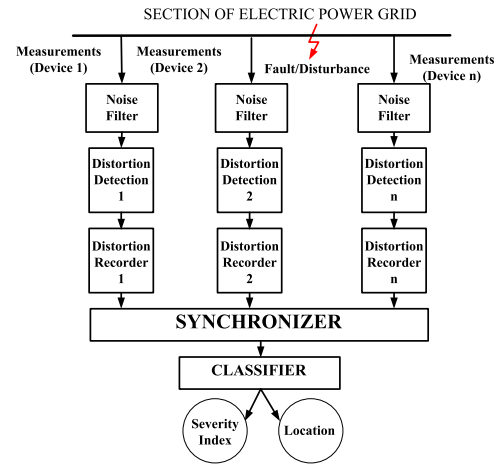 SECTION OF ELECTRIC POWER GRID
Measurements
(Device 1)
Measurements
(Device 2)
Fault/Disturbance
Measurements
(Device n)
Noise
Filter
Noise
Filter
Noise
Filter
Distortion
Detection
1
Distortion
Detection
2
Distortion
Detection
n
Distortion
Recorder
1
Distortion
Recorder
2
Distortion
Recorder
n
SYNCHRONIZER
CLASSIFIER
Severity
Index
Location